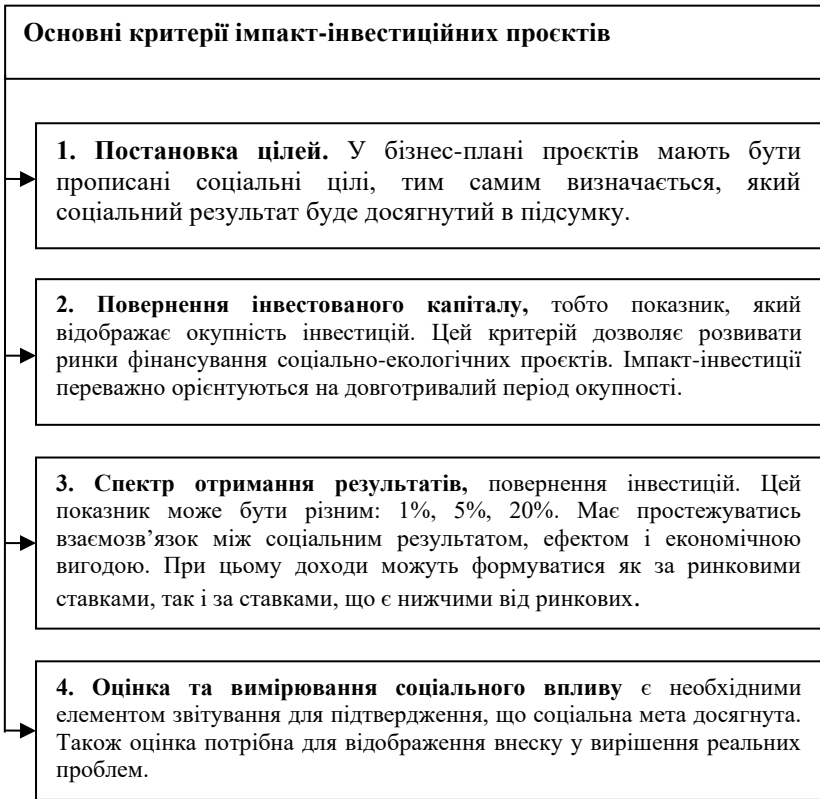 Основні критерії імпакт-інвестиційних проєктів
1. Постановка цілей. У бізнес-плані проєктів мають бути
прописані соціальні цілі, тим самим визначається, який
соціальний результат буде досягнутий в підсумку.
2. Повернення інвестованого капіталу, тобто показник, який
відображає окупність інвестицій. Цей критерій дозволяє розвивати
ринки фінансування соціально-екологічних проєктів. Імпакт-інвестиції
переважно орієнтуються на довготривалий період окупності.
3. Спектр отримання результатів, повернення інвестицій. Цей
показник може бути різним: 1%, 5%, 20%. Має простежуватись
взаємозв’язок між соціальним результатом, ефектом і економічною
вигодою. При цьому доходи можуть формуватися як за ринковими
ставками, так і за ставками, що є нижчими від ринкових.
4. Оцінка та вимірювання соціального впливу є необхідними
елементом звітування для підтвердження, що соціальна мета досягнута.
Також оцінка потрібна для відображення внеску у вирішення реальних
проблем.